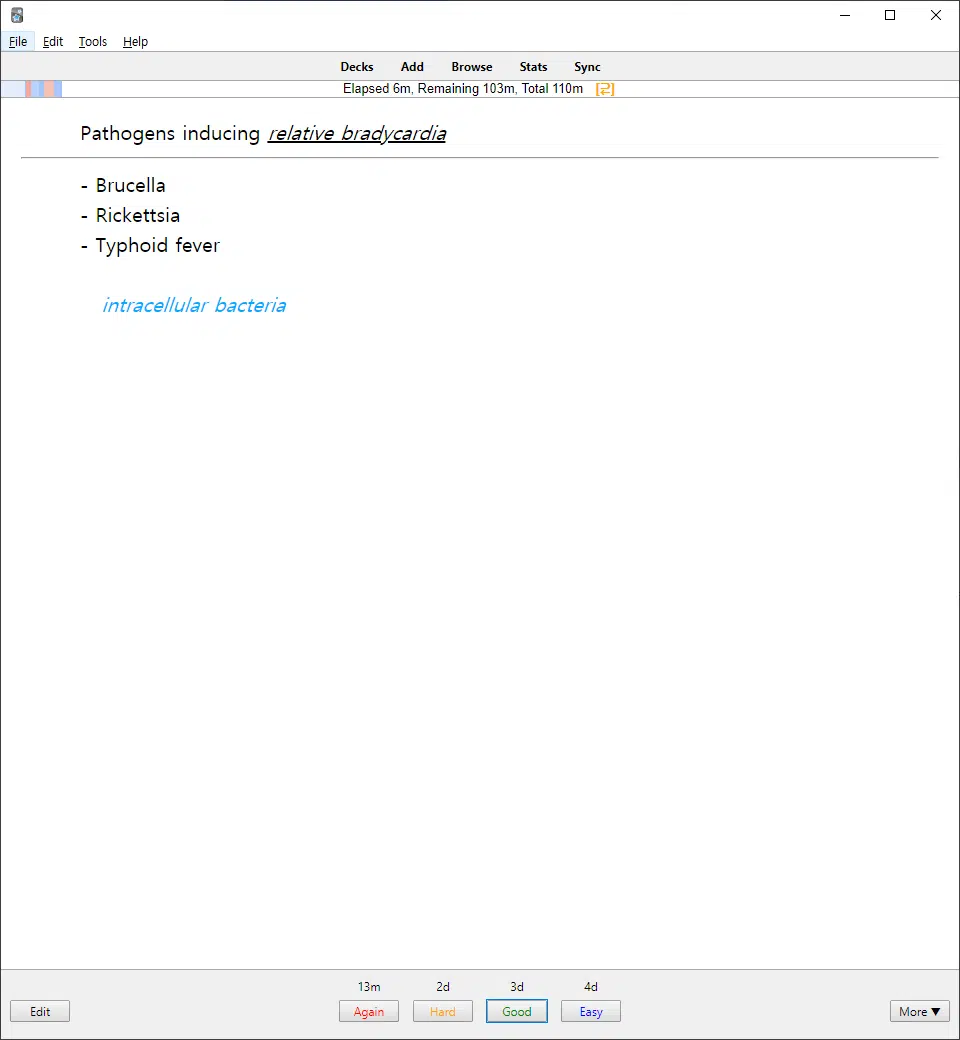 File Edit Tools Help
Decks Add Browse Stats Sync
Elapsed 6m, Remaining 103m, Total 110m
Pathogens inducing relative bradycardia
- Brucella
- Rickettsia
- Typhoid fever
intracellular bacteria
13m 2d 3d 4d
Edit Again Hard Good Easy More ▼